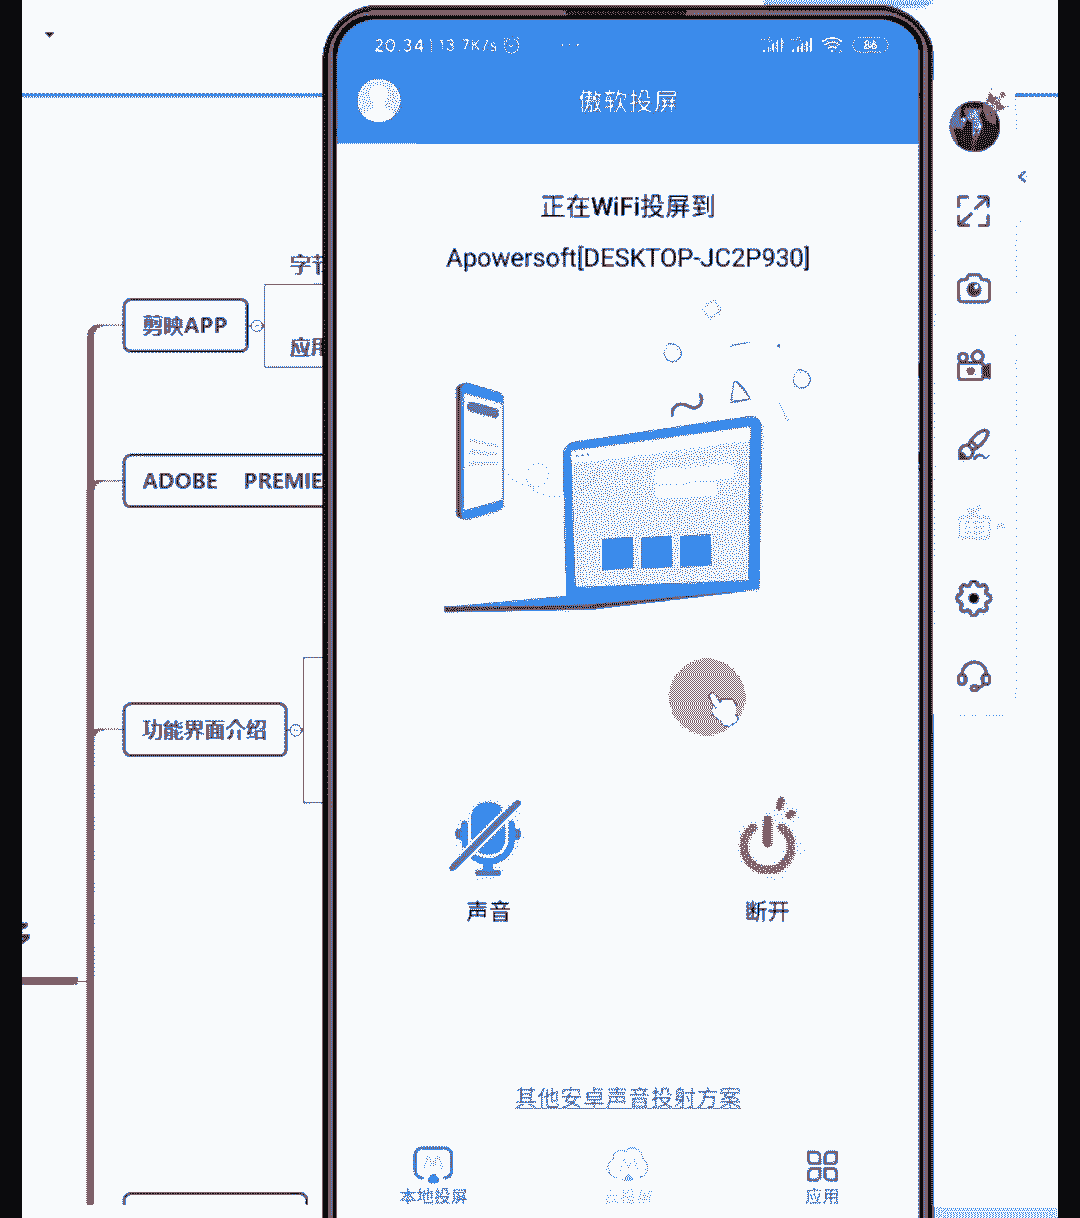 20:34 | 13.7K/s
86
傲软投屏
正在WiFi投屏到
Apowersoft[DESKTOP-JC2P930]
字节
剪映APP
应用
ADOBE PREMIE
功能界面介绍
声音
断开
其他安卓声音投射方案
本地投屏
云投屏
应用